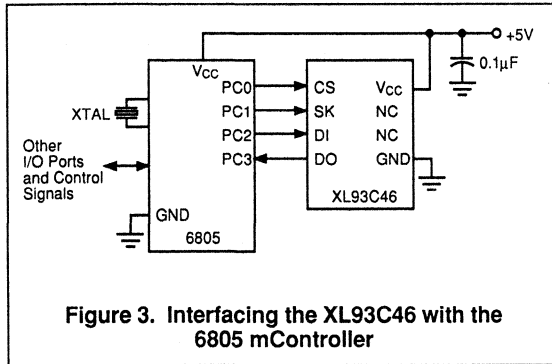 +5V
0.1µF
VCC
PC0
PC1
PC2
PC3
XTAL
Other
I/O Ports
and Control
Signals
GND
6805
CS
SK
DI
DO
VCC
NC
NC
GND
XL93C46
Figure 3. Interfacing the XL93C46 with the
6805 mController